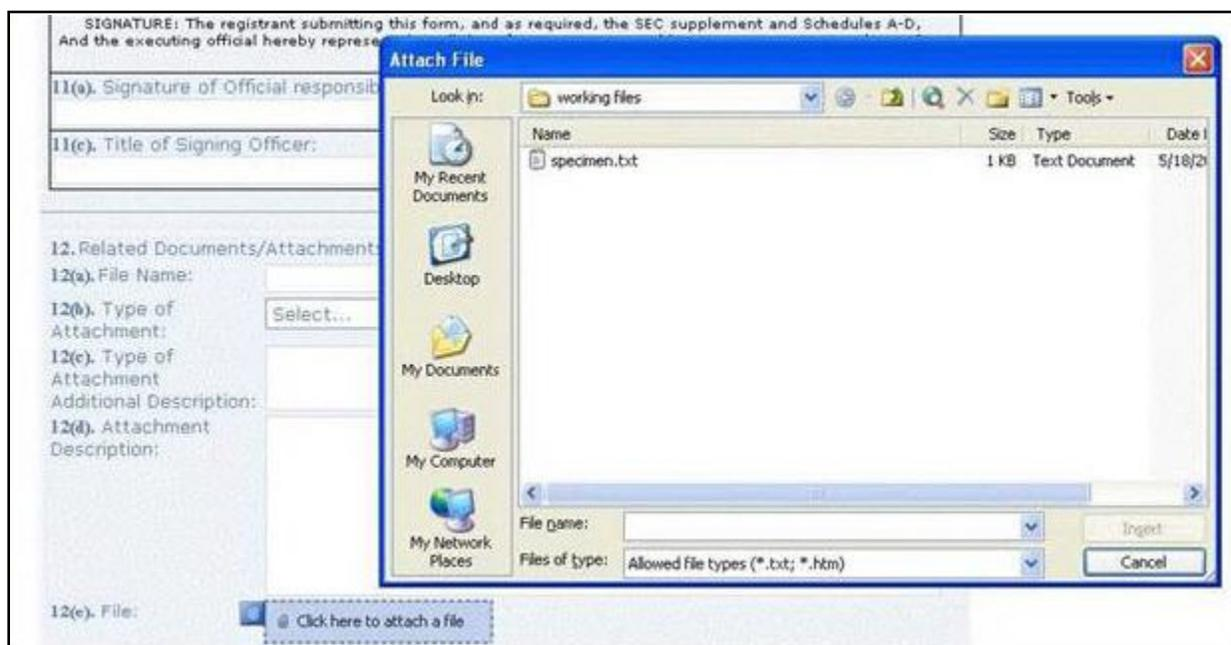 SIGNATURE: The registrant submitting this form, and as required, the SEC supplement and Schedules A-D,
And the executing official hereby represe
11(a). Signature of Official responsib
11(c). Title of Signing Officer:
12. Related Documents/Attachments
12(a). File Name:
12(b). Type of
Attachment:
Select...
12(c). Type of
Attachment
Additional Description:
12(d). Attachment
Description:
12(e). File:
Click here to attach a file
Attach File
Look in:
working files
Tools
My Recent
Documents
Desktop
My Documents
My Computer
My Network
Places
Name Size Type Date
specimen.txt 1 KB Text Document 5/18/20
File name:
Insert
Files of type:
Allowed file types (*.txt; *.htm)
Cancel